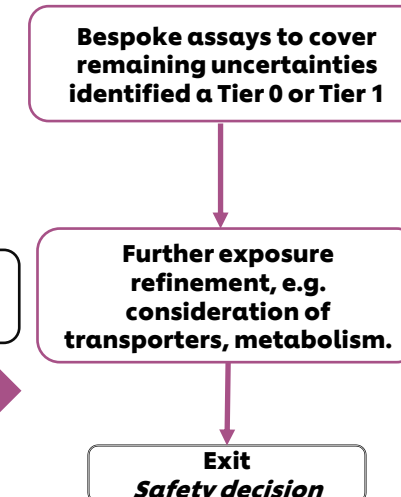 Bespoke assays to cover
remaining uncertainties
identified a Tier 0 or Tier 1
Further exposure
refinement, e.g.
consideration of
transporters, metabolism.
Exit
Safety decision